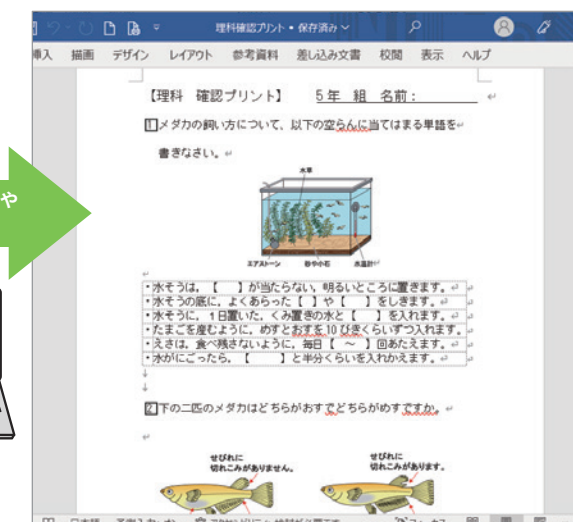 理科確認プリント • 保存済み
挿入 描画 デザイン レイアウト 参考資料 差し込み文書 校閲 表示 ヘルプ
や
【理科 確認プリント】 5年 組 名前:
1 メダカの飼い方について、以下の空らんに当てはまる単語を
書きなさい。
水草
エアストーン 砂や小石 水温計
・水そうは、【 】が当たらない、明るいところに置きます。
・水そうの底に、よくあらった【 】や【 】をしきます。
・水そうに、1日置いた、くみ置きの水と【 】を入れます。
・たまごを産むように、めすとおすを10ぴきくらいずつ入れます。
・えさは、食べ残さないように、毎日【 ~ 】回あたえます。
・水がにごったら、【 】と半分くらいを入れかえます。
2 下の二匹のメダカはどちらがおすでどちらがめすですか。
せびれに
切れこみがありません。
せびれに
切れこみがあります。